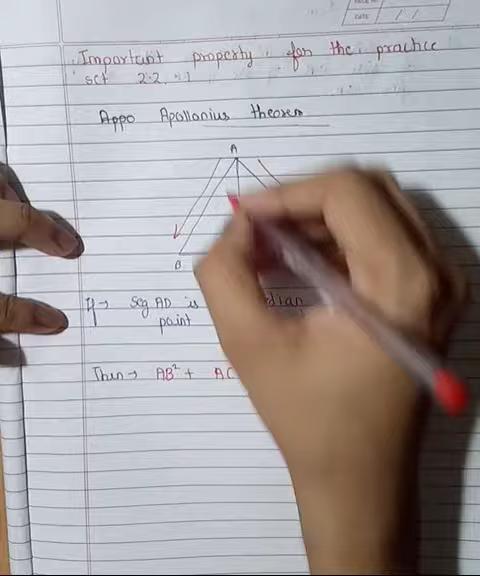 DATE / /
Important property for the practice
set 2.2.
Appo Apollonius theorem
A
B
If → seg AD is
point
Then → AB² + AC